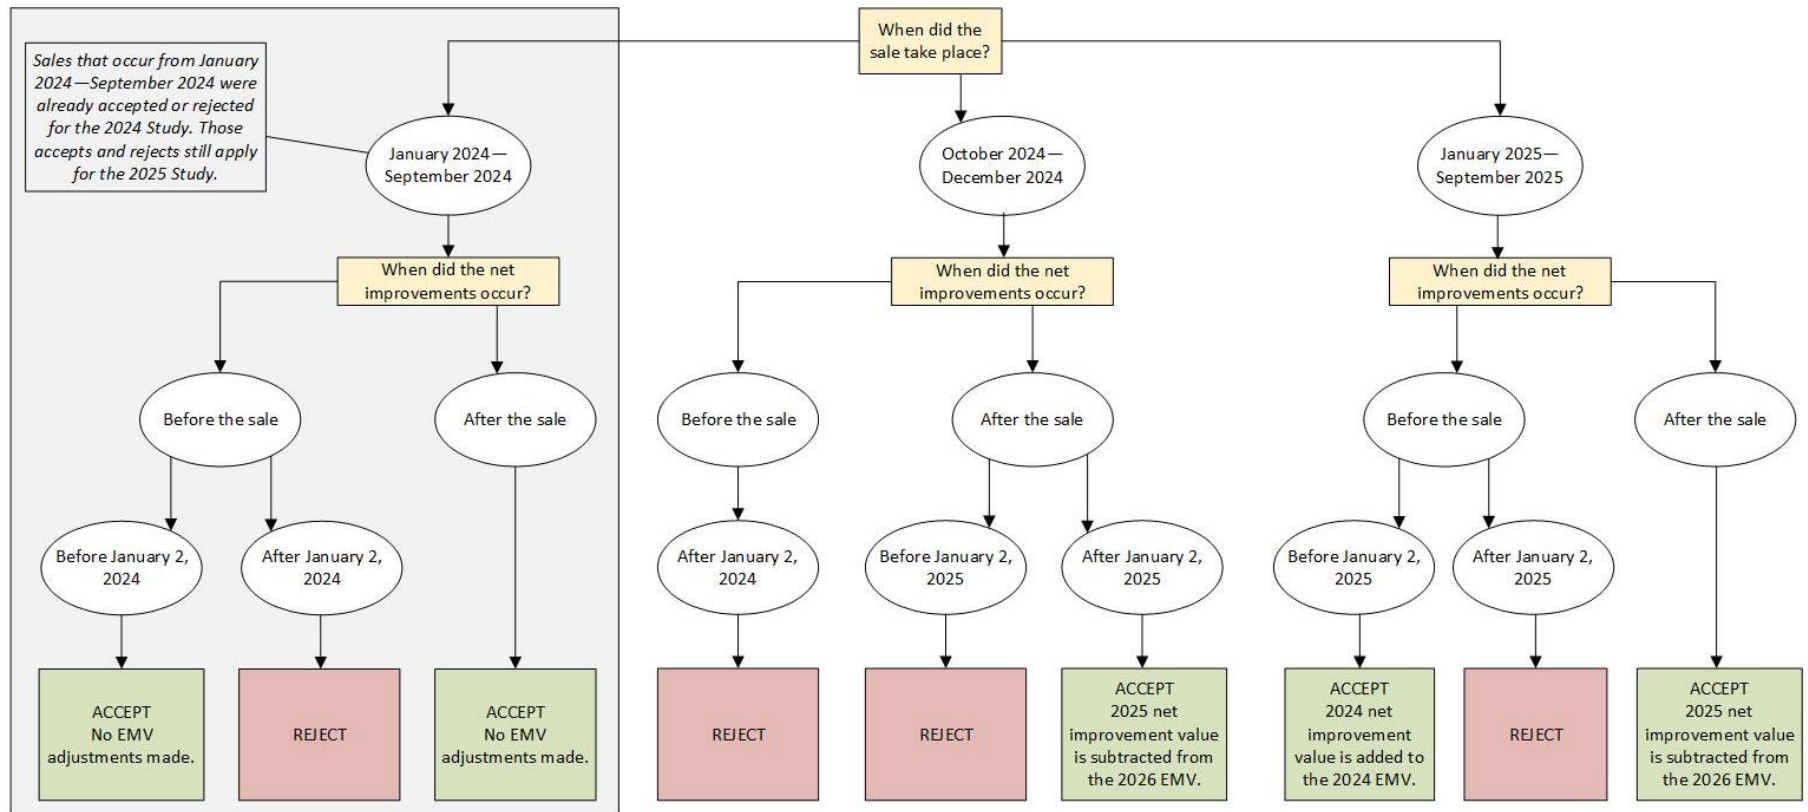 When did the
sale take place?
Sales that occur from January
2024—September 2024 were
already accepted or rejected
for the 2024 Study. Those
accepts and rejects still apply
for the 2025 Study.
January 2024—
September 2024
October 2024—
December 2024
January 2025—
September 2025
When did the net
improvements occur?
When did the net
improvements occur?
When did the net
improvements occur?
Before the sale
After the sale
Before the sale
After the sale
Before the sale
After the sale
Before January 2,
2024
After January 2,
2024
After January 2,
2024
Before January 2,
2025
After January 2,
2025
Before January 2,
2025
After January 2,
2025
ACCEPT
No EMV
adjustments made.
REJECT
ACCEPT
No EMV
adjustments made.
REJECT
REJECT
ACCEPT
2025 net
improvement value
is subtracted from
the 2026 EMV.
ACCEPT
2024 net
improvement
value is added to
the 2024 EMV.
REJECT
ACCEPT
2025 net
improvement value
is subtracted from
the 2026 EMV.